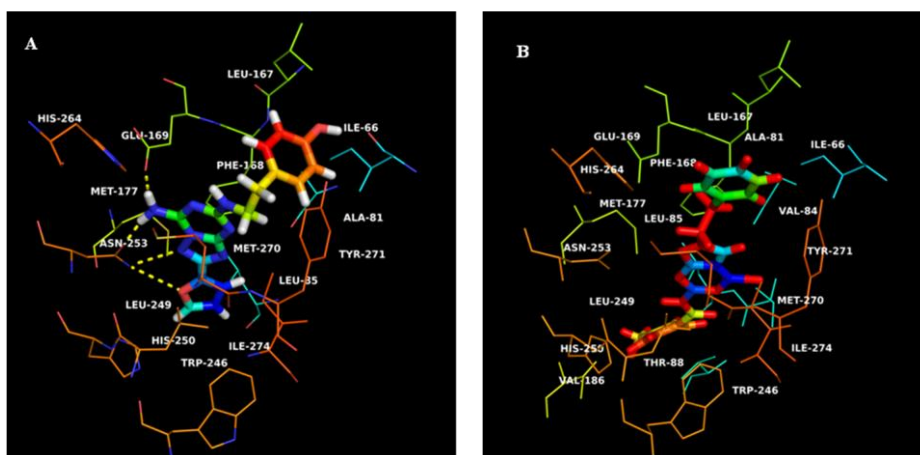 A
LEU-167
HIS-264
GLU-169
ILE-66
PHE-168
MET-177
ALA-81
ASN-253
MET-270
TYR-271
LEU-85
LEU-249
HIS-250
ILE-274
TRP-246
B
LEU-167
ALA-81
GLU-169
ILE-66
HIS-264
PHE-168
MET-177
VAL-84
LEU-85
ASN-253
TYR-271
MET-270
LEU-249
HIS-250
ILE-274
THR-88
VAL-186
TRP-246